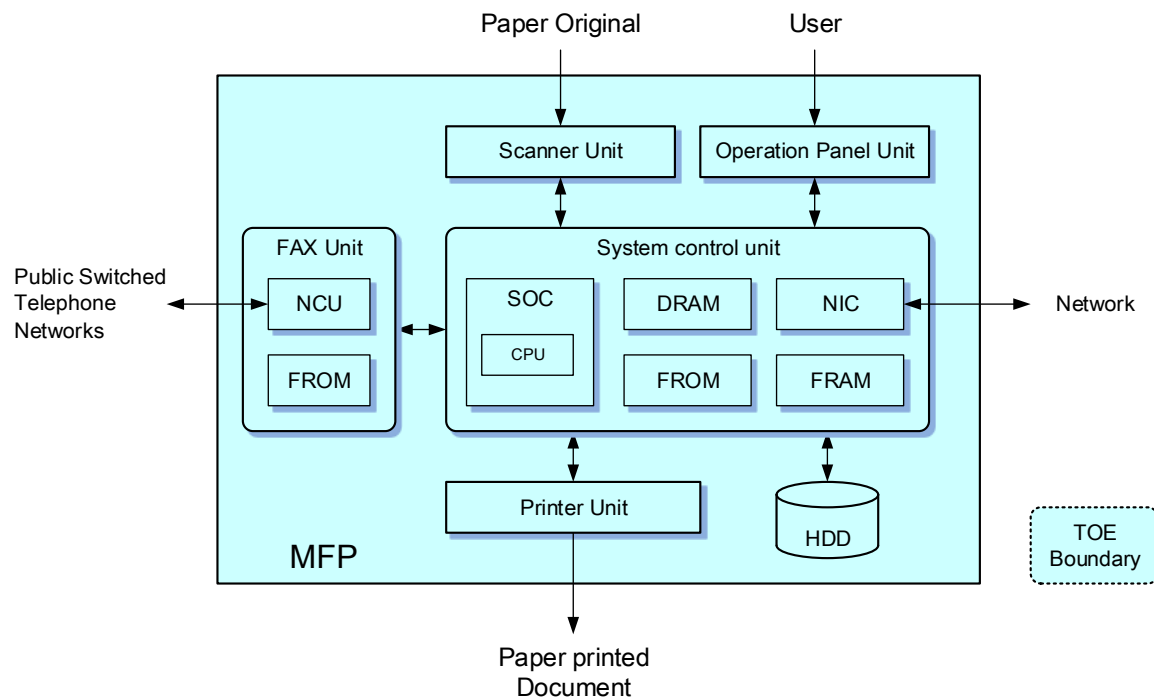 Paper Original
User
Scanner Unit
Operation Panel Unit
FAX Unit
System control unit
Public Switched
Telephone
Networks
NCU
SOC
DRAM
NIC
Network
CPU
FROM
FROM
FRAM
Printer Unit
HDD
MFP
TOE
Boundary
Paper printed
Document